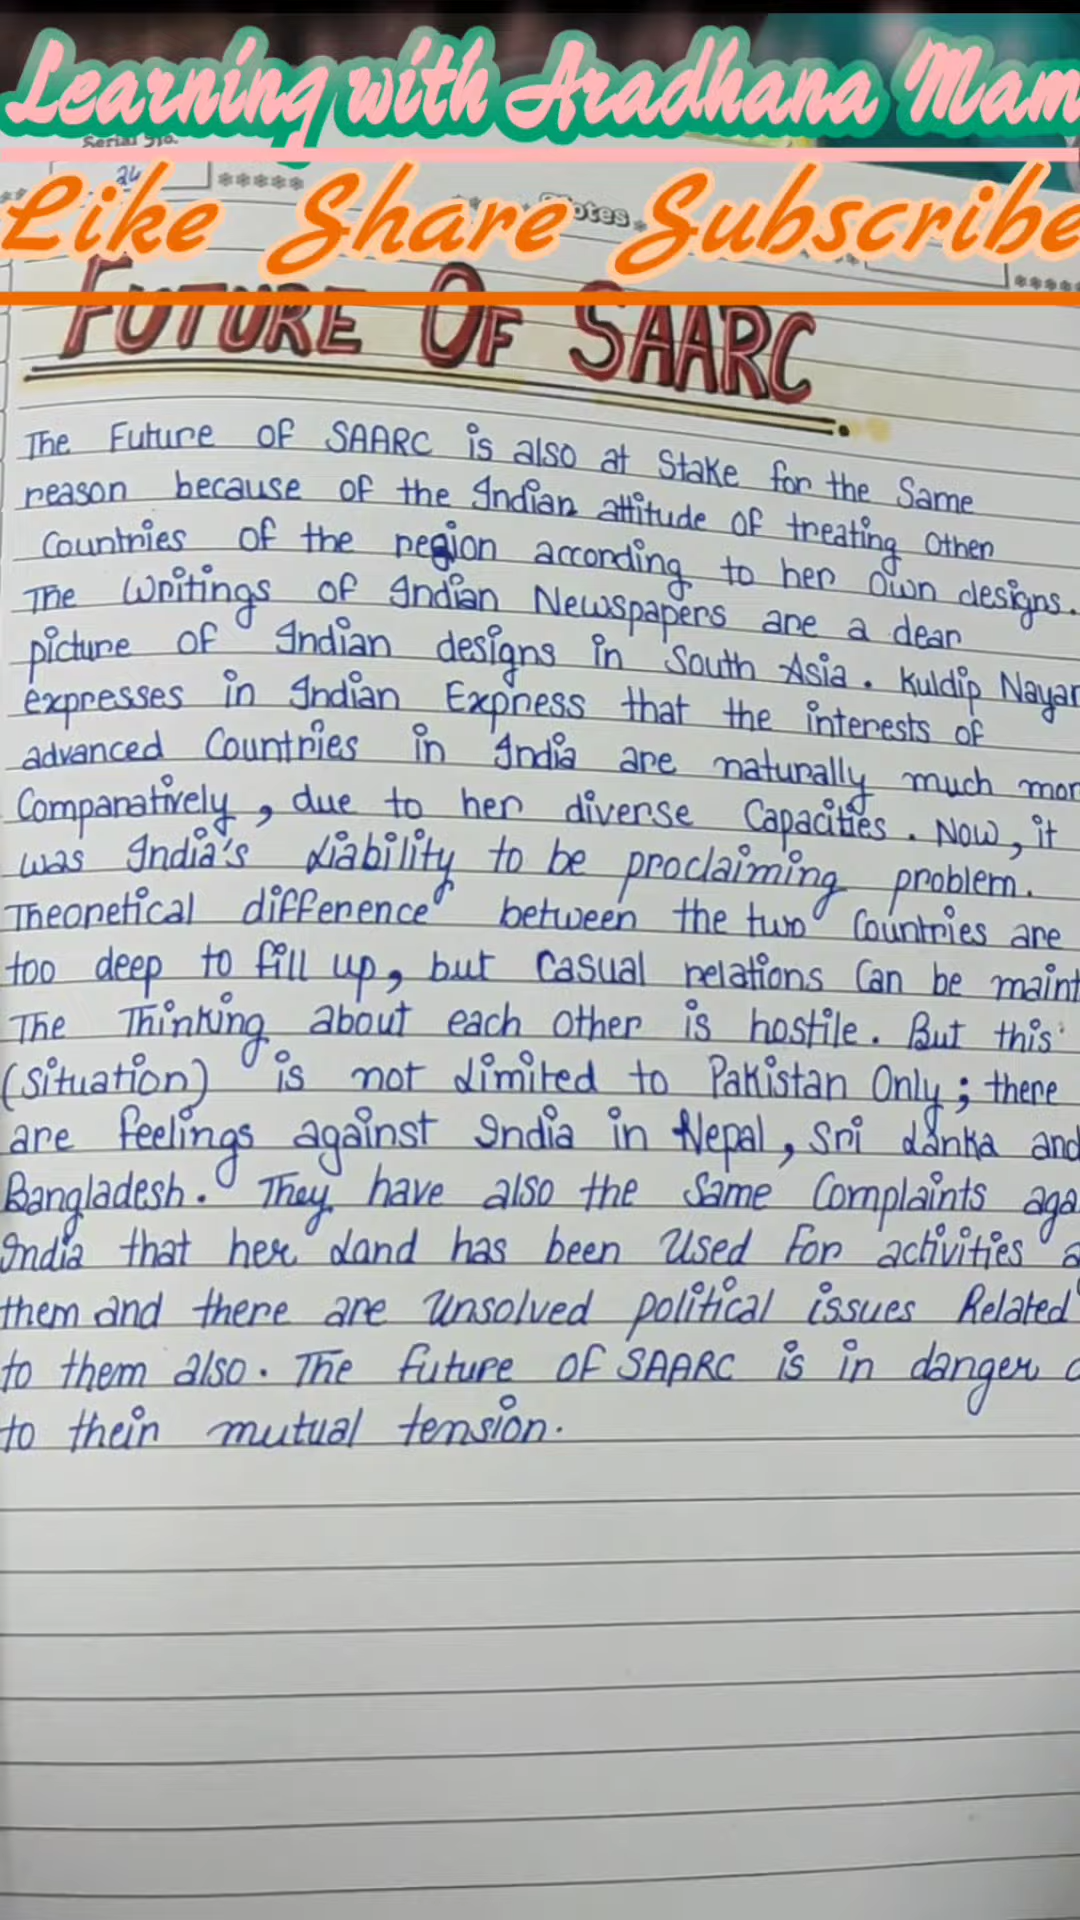 Learning with Aradhana Mam
Serial No.
24
Like Share Subscribe
Notes
FUTURE OF SAARC
The Future of SAARC is also at Stake for the Same
reason because of the Indian attitude of treating other
Countries of the region according to her own designs.
The Writings of Indian Newspapers are a dear
picture of Indian designs in South Asia. Kuldip Nayar
expresses in Indian Express that the interests of
advanced Countries in India are naturally much mor
Comparatively, due to her diverse Capacities. Now, it
was India's Liability to be proclaiming problem.
Theoretical difference between the two Countries are
too deep to fill up, but casual relations can be maint
The Thinking about each other is hostile. But this
(situation) is not limited to Pakistan Only; there
are feelings against India in Nepal, Sri Lanka and
Bangladesh. They have also the same Complaints aga
India that her Land has been used for activities a
them and there are unsolved political issues Related
to them also. The future of SAARC is in danger
to their mutual tension.